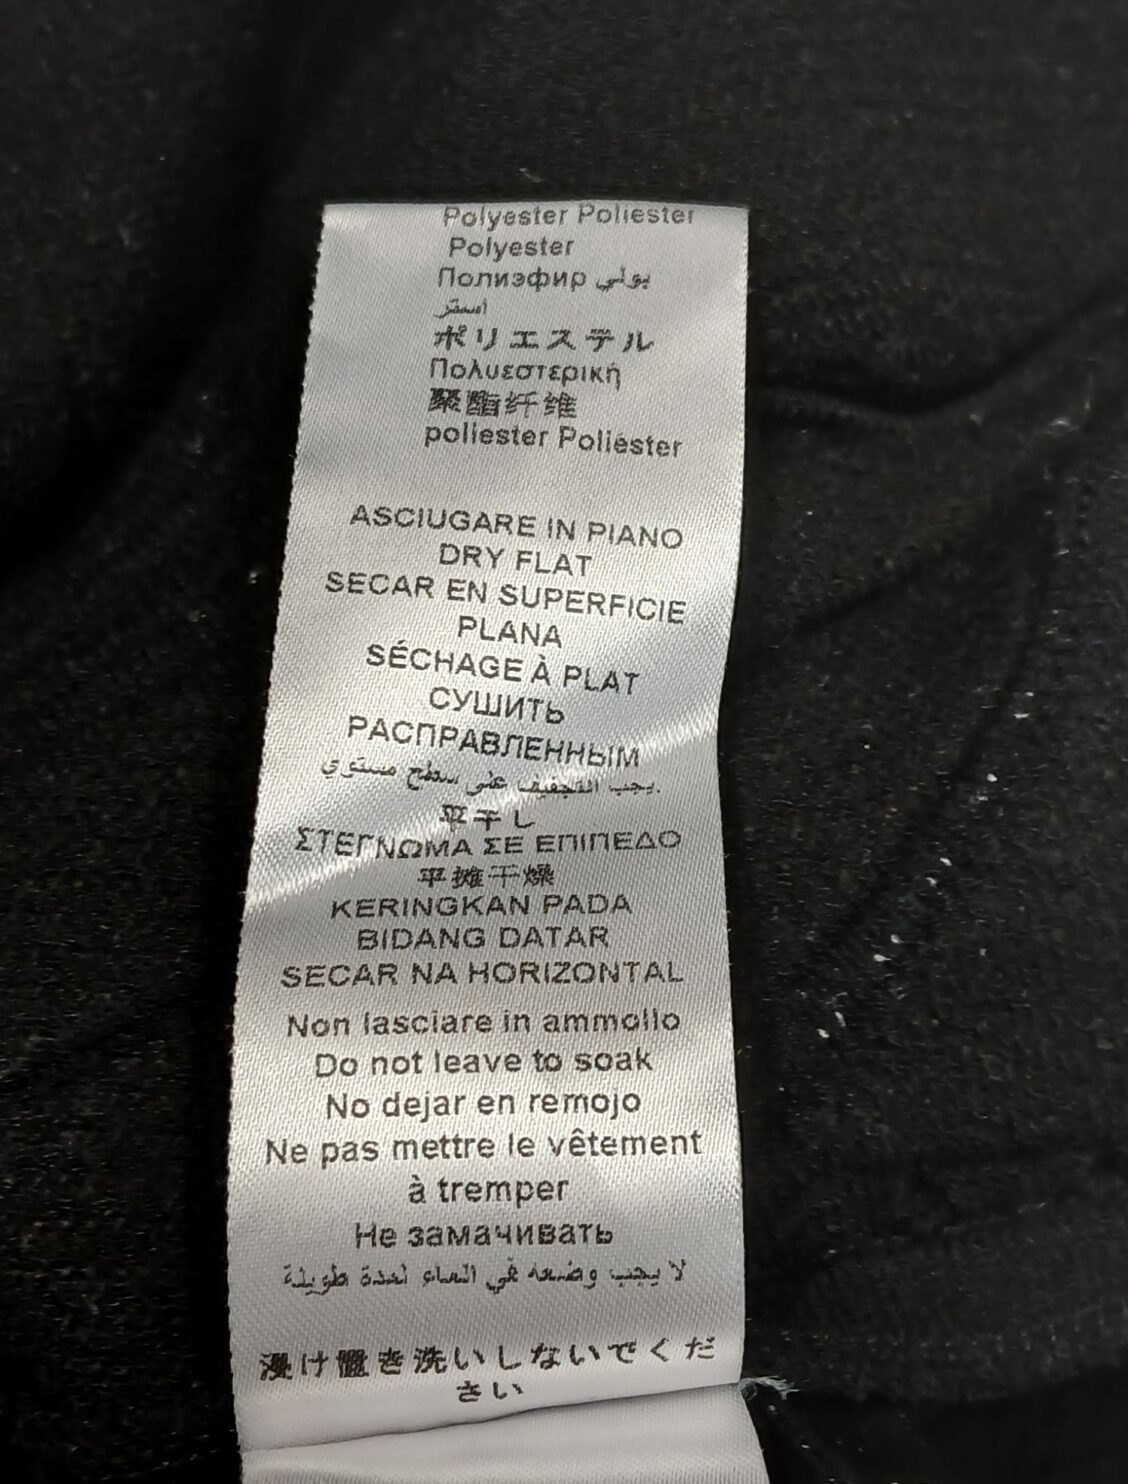 Polyester Poliester
Polyester
Полиэфир بولي
استر
ポリエステル
Πολυεστερική
聚酯纤维
poliester Poliester
ASCIUGARE IN PIANO
DRY FLAT
SECAR EN SUPERFICIE
PLANA
SÉCHAGE À PLAT
СУШИТЬ
РАСПРАВЛЕННЫМ
يجب التجفيف على سطح مستوي.
平干し
ΣΤΕΓΝΩΜΑ ΣΕ ΕΠΙΠΕΔΟ
平摊干燥
KERINGKAN PADA
BIDANG DATAR
SECAR NA HORIZONTAL
Non lasciare in ammollo
Do not leave to soak
No dejar en remojo
Ne pas mettre le vêtement
à tremper
Не замачивать
لا يجب وضعه في الماء لمدة طويلة
浸け置き洗いしないでくだ
さい